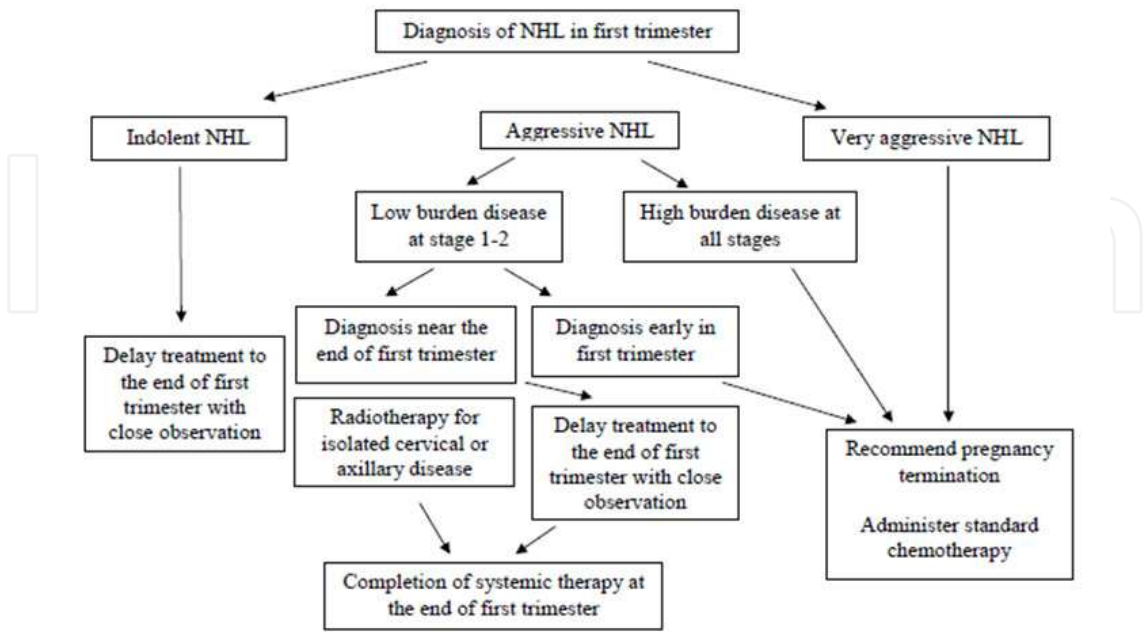 Diagnosis of NHL in first trimester
Indolent NHL
Aggressive NHL
Very aggressive NHL
Low burden disease
at stage 1-2
High burden disease at
all stages
Diagnosis near the
end of first trimester
Diagnosis early in
first trimester
Delay treatment to
the end of first
trimester with
close observation
Radiotherapy for
isolated cervical or
axillary disease
Delay treatment to
the end of first
trimester with close
observation
Recommend pregnancy
termination
Administer standard
chemotherapy
Completion of systemic therapy at
the end of first trimester